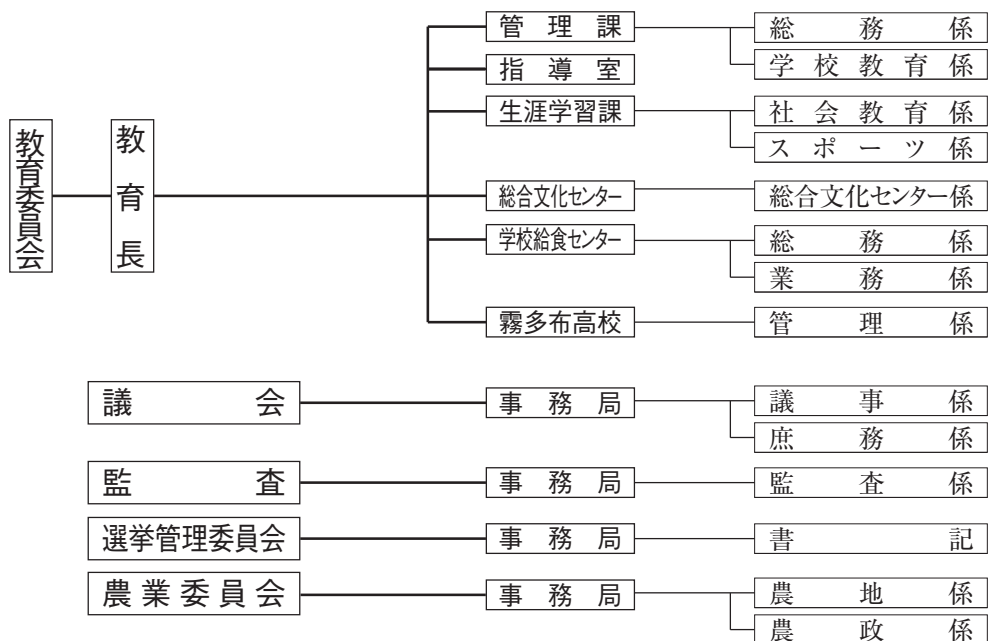 教育委員会
教育長
管理課
総務係
学校教育係
指導室
生涯学習課
社会教育係
スポーツ係
総合文化センター
総合文化センター係
学校給食センター
総務係
業務係
霧多布高校
管理係
議会
事務局
議事係
庶務係
監査
事務局
監査係
選挙管理委員会
事務局
書記
農業委員会
事務局
農地係
農政係